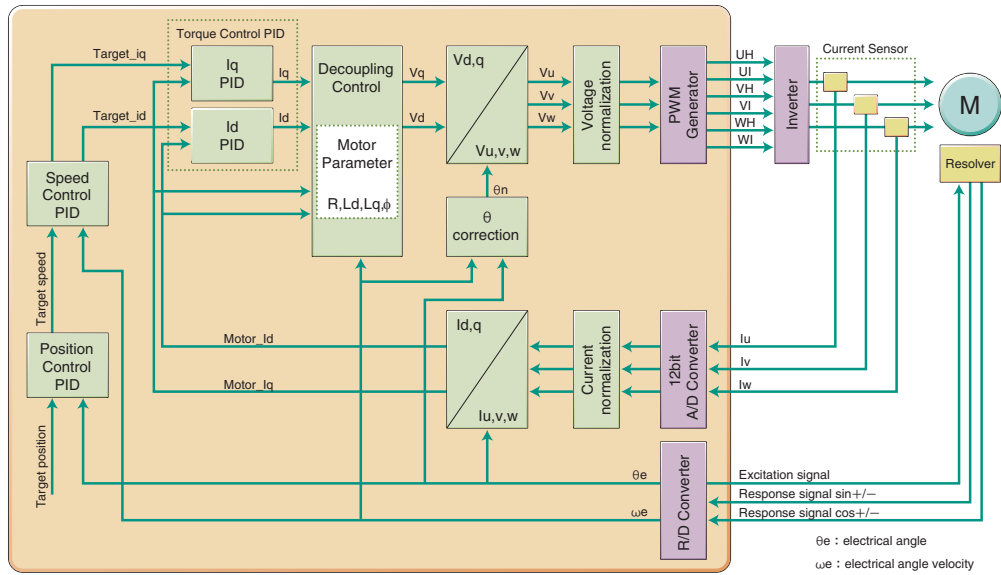 Torque Control PID
Target_iq
Iq
PID
Iq
Target_id
Id
PID
Id
Decoupling
Control
Motor
Parameter
R,Ld,Lq,ϕ
Vq
Vd
Vd,q
Vu,v,w
Vu
Vv
Vw
Voltage
normalization
PWM
Generator
UH
UI
VH
VI
WH
WI
Inverter
Current Sensor
M
Resolver
Speed
Control
PID
θn
θ
correction
Target speed
Position
Control
PID
Target position
Motor_Id
Motor_Iq
Id,q
Iu,v,w
Current
normalization
12bit
A/D Converter
Iu
Iv
Iw
θe
ωe
R/D Converter
Excitation signal
Response signal sin+/−
Response signal cos+/−
θe : electrical angle
ωe : electrical angle velocity